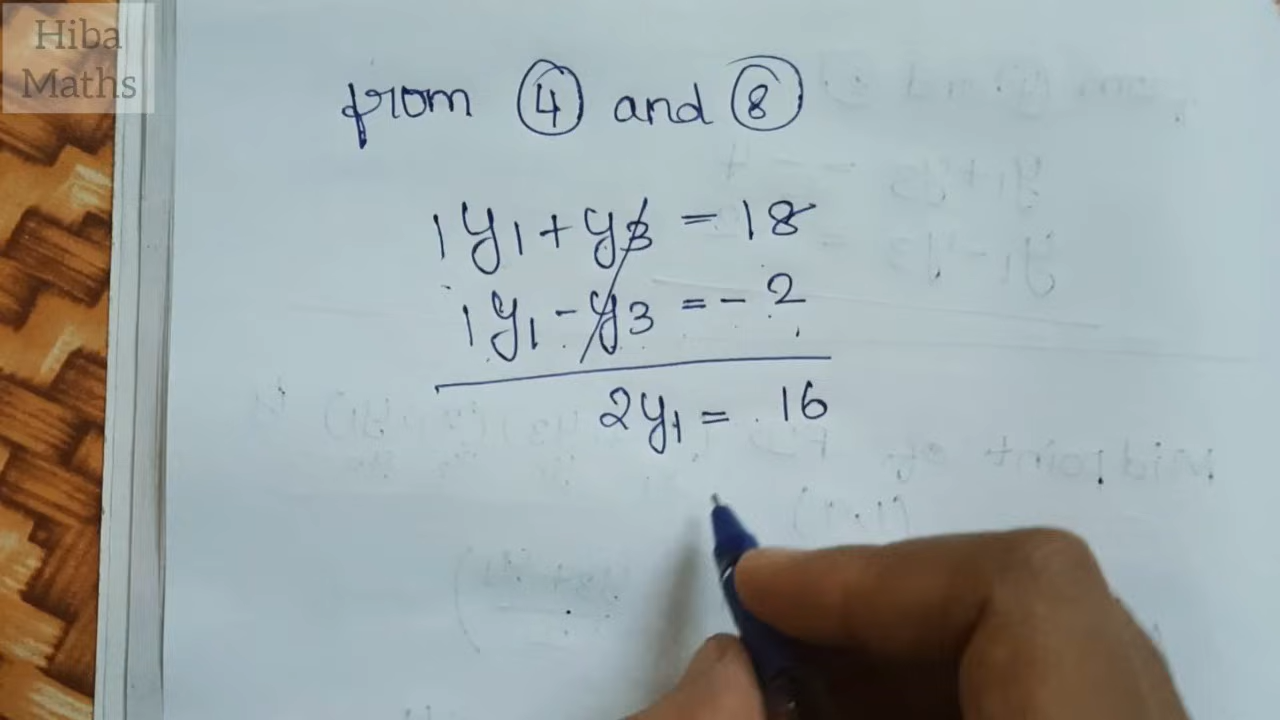 Hiba
Maths
from ④ and ⑧
1y₁ + y₃ = 18
1y₁ - y₃ = - 2
2y₁ = 16